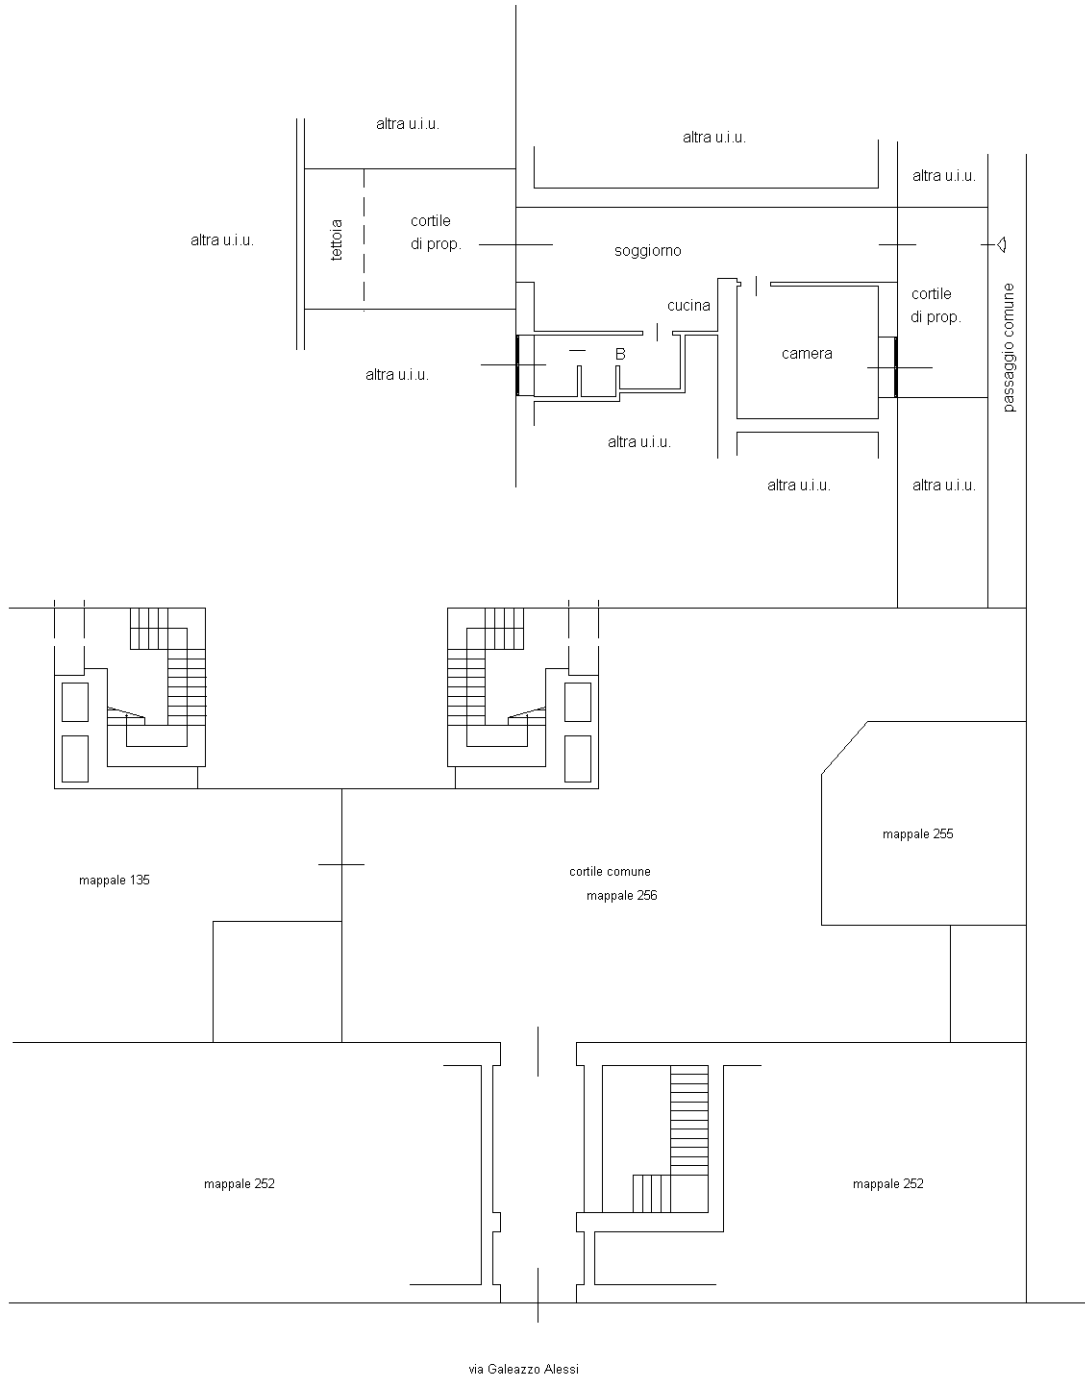 altra u.i.u.
altra u.i.u.
altra u.i.u.
altra u.i.u.
tettoia
cortile
di prop.
soggiorno
cucina
cortile
di prop.
passaggio comune
B
camera
altra u.i.u.
altra u.i.u.
altra u.i.u.
altra u.i.u.
mappale 255
mappale 135
cortile comune
mappale 256
mappale 252
mappale 252
via Galeazzo Alessi